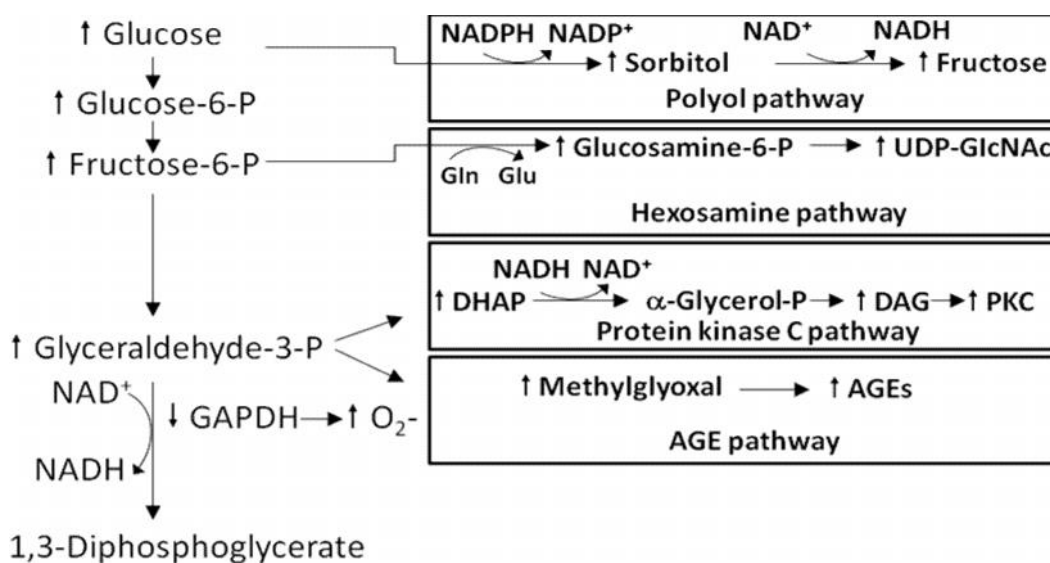 ↑ Glucose
↑ Glucose-6-P
↑ Fructose-6-P
↑ Glyceraldehyde-3-P
NAD⁺
↓ GAPDH → ↑ O₂-
NADH
1,3-Diphosphoglycerate
NADPH NADP⁺ NAD⁺ NADH
↑ Sorbitol → ↑ Fructose
Polyol pathway
↑ Glucosamine-6-P → ↑ UDP-GlcNAc
Gln Glu
Hexosamine pathway
NADH NAD⁺
↑ DHAP → α-Glycerol-P → ↑ DAG → ↑ PKC
Protein kinase C pathway
↑ Methylglyoxal → ↑ AGEs
AGE pathway